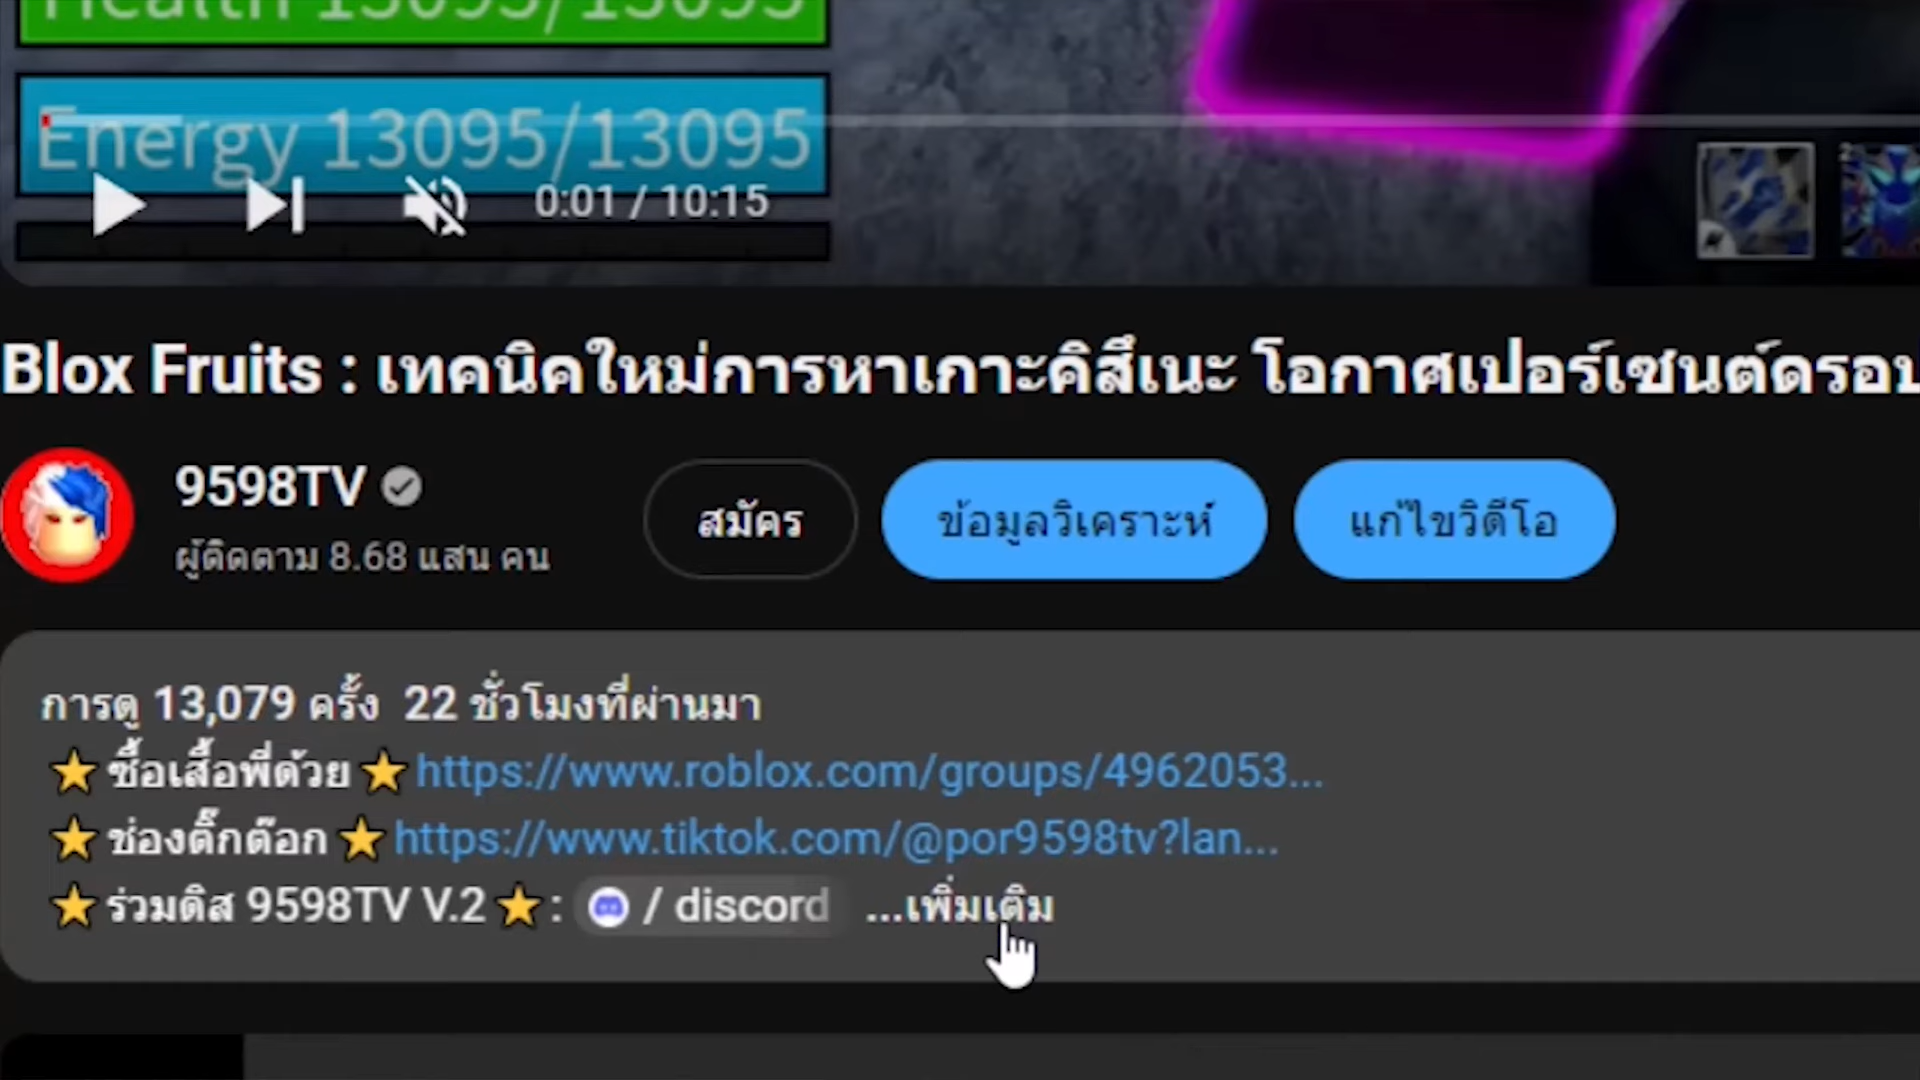 Health 13095/13095
Energy 13095/13095
0:01 / 10:15
Blox Fruits : เทคนิคใหม่การหาเกาะคิสึเนะ โอกาศเปอร์เซนต์ดรอบ
9598TV
ผู้ติดตาม 8.68 แสน คน
สมัคร
ข้อมูลวิเคราะห์
แก้ไขวิดีโอ
การดู 13,079 ครั้ง 22 ชั่วโมงที่ผ่านมา
⭐ซื้อเสื้อพี่ด้วย⭐https://www.roblox.com/groups/4962053...
⭐ช่องติ๊กต๊อก⭐https://www.tiktok.com/@por9598tv?lan...
⭐ร่วมดิส 9598TV V.2⭐: / discord ...เพิ่มเติม